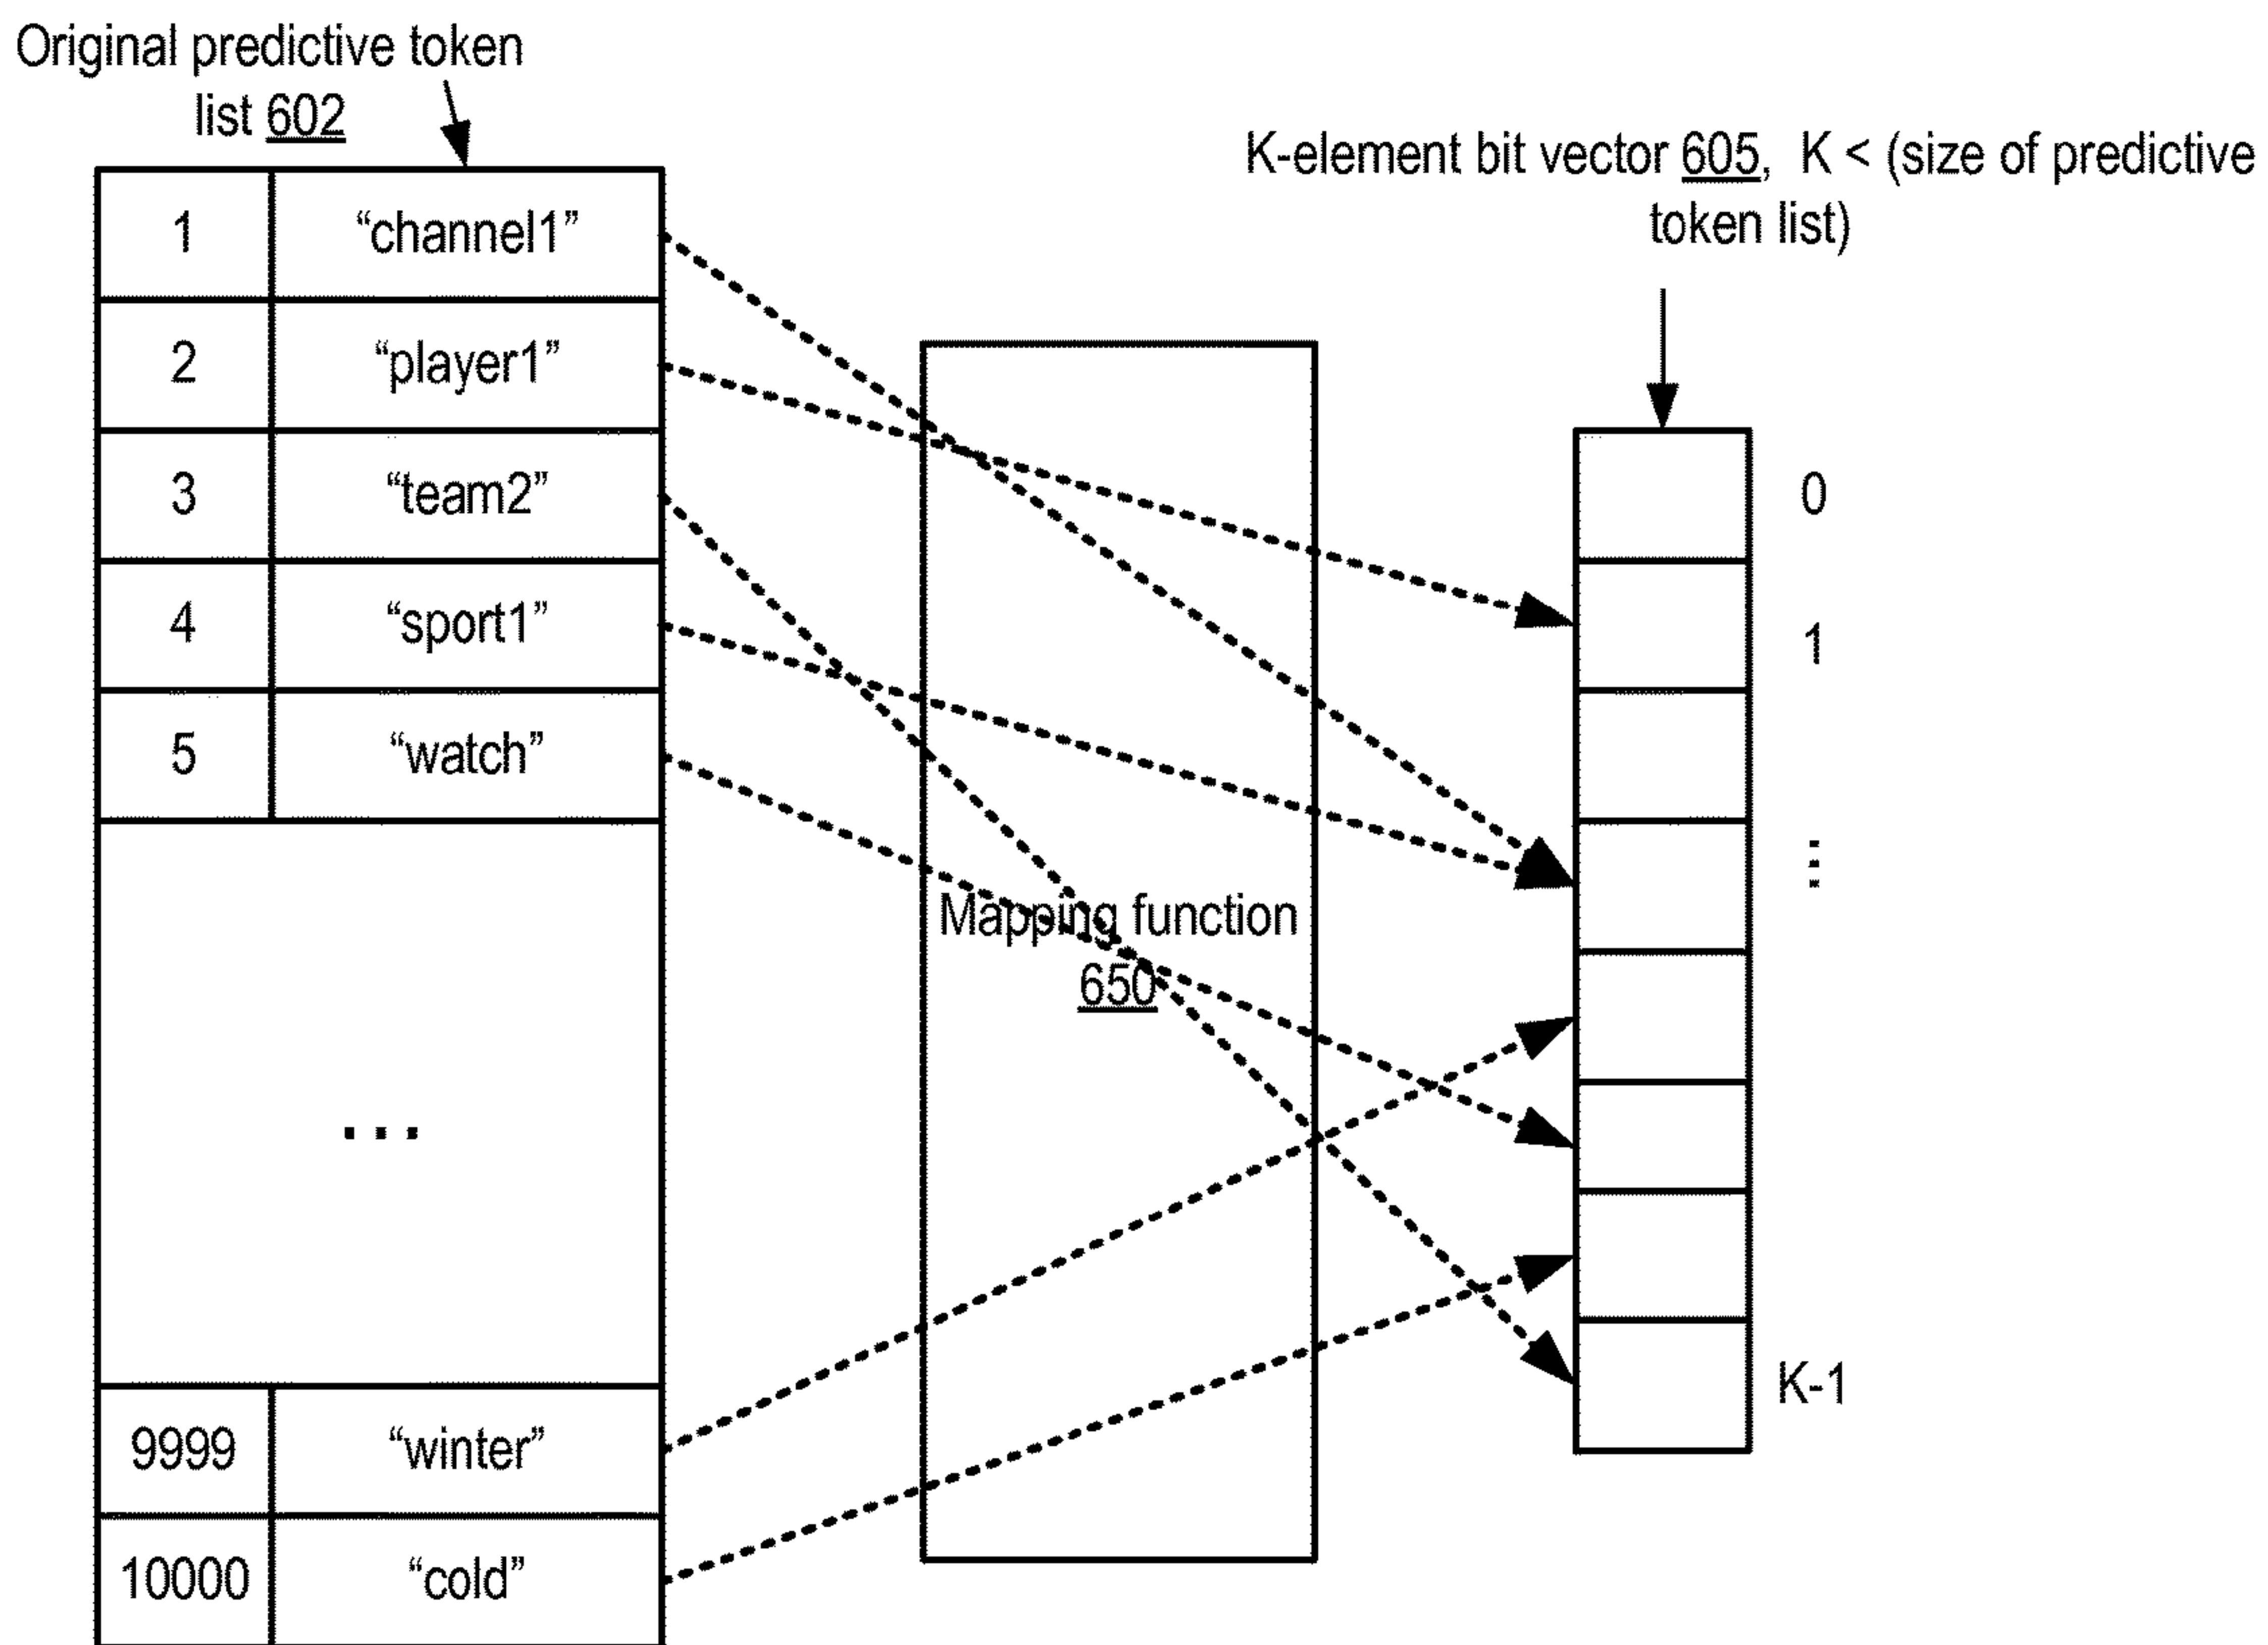 Original predictive token
list 602
K-element bit vector 605, K < (size of predictive
token list)
1 "channel1"
2 "player1"
3 "team2"
4 "sport1"
5 "watch"
...
9999 "winter"
10000 "cold"
Mapping function
650
0
1
...
K-1